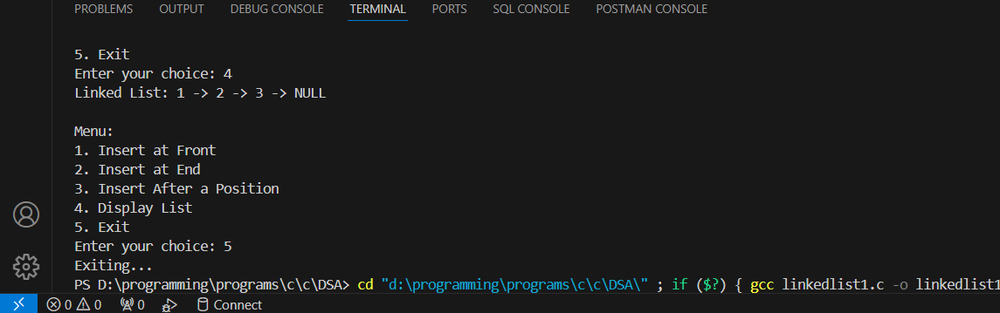 PROBLEMS OUTPUT DEBUG CONSOLE TERMINAL PORTS SQL CONSOLE POSTMAN CONSOLE
5. Exit
Enter your choice: 4
Linked List: 1 -> 2 -> 3 -> NULL
Menu:
1. Insert at Front
2. Insert at End
3. Insert After a Position
4. Display List
5. Exit
Enter your choice: 5
Exiting...
PS D:\programming\programs\c\c\DSA> cd "d:\programming\programs\c\c\DSA\" ; if ($?) { gcc linkedlist1.c -o linkedlist1
0 0 0 Connect